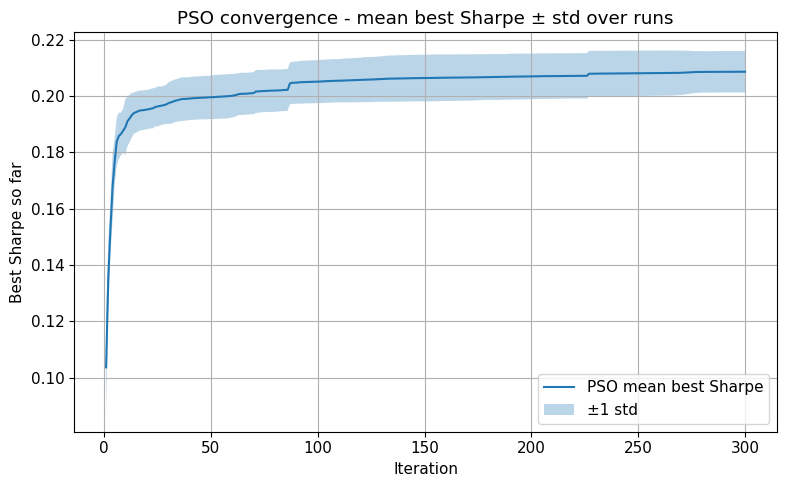 PSO convergence - mean best Sharpe ± std over runs
Best Sharpe so far
0.22
0.20
0.18
0.16
0.14
0.12
0.10
PSO mean best Sharpe
±1 std
0 50 100 150 200 250 300
Iteration